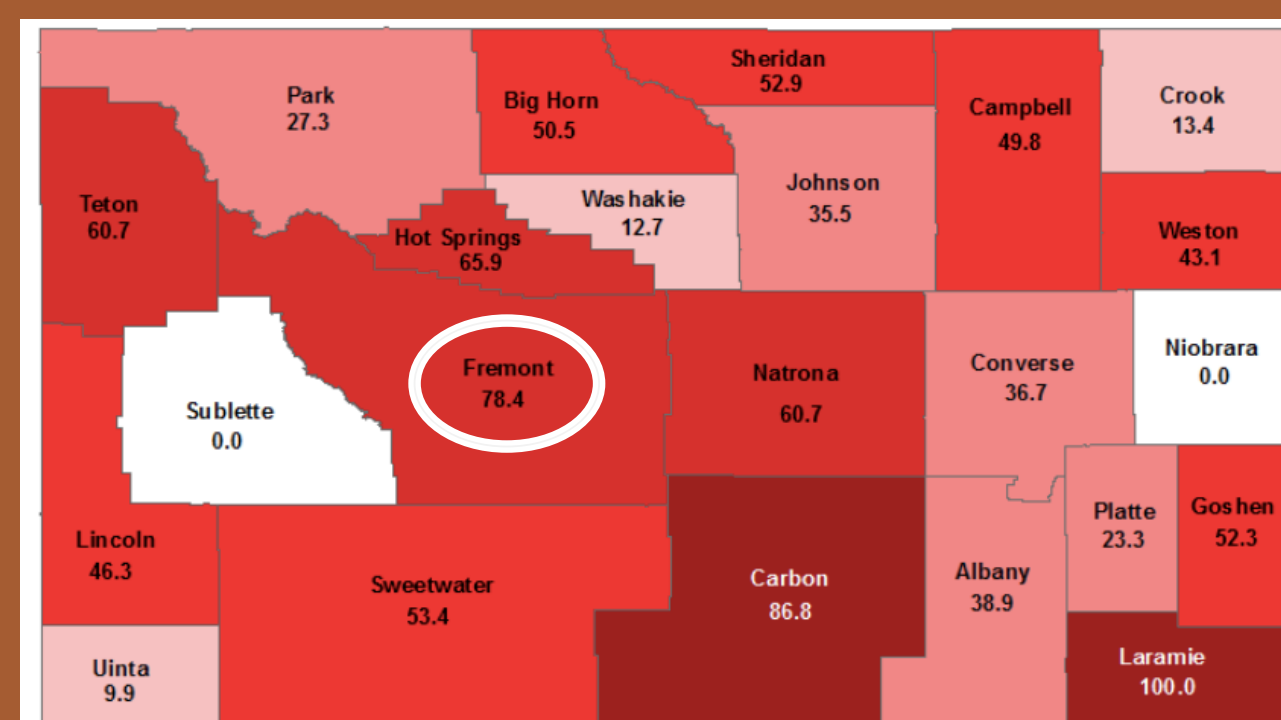 Park
27.3
Big Horn
50.5
Sheridan
52.9
Campbell
49.8
Crook
13.4
Teton
60.7
Hot Springs
65.9
Washakie
12.7
Johnson
35.5
Weston
43.1
Sublette
0.0
Fremont
78.4
Natrona
60.7
Converse
36.7
Niobrara
0.0
Lincoln
46.3
Sweetwater
53.4
Carbon
86.8
Albany
38.9
Platte
23.3
Goshen
52.3
Uinta
9.9
Laramie
100.0